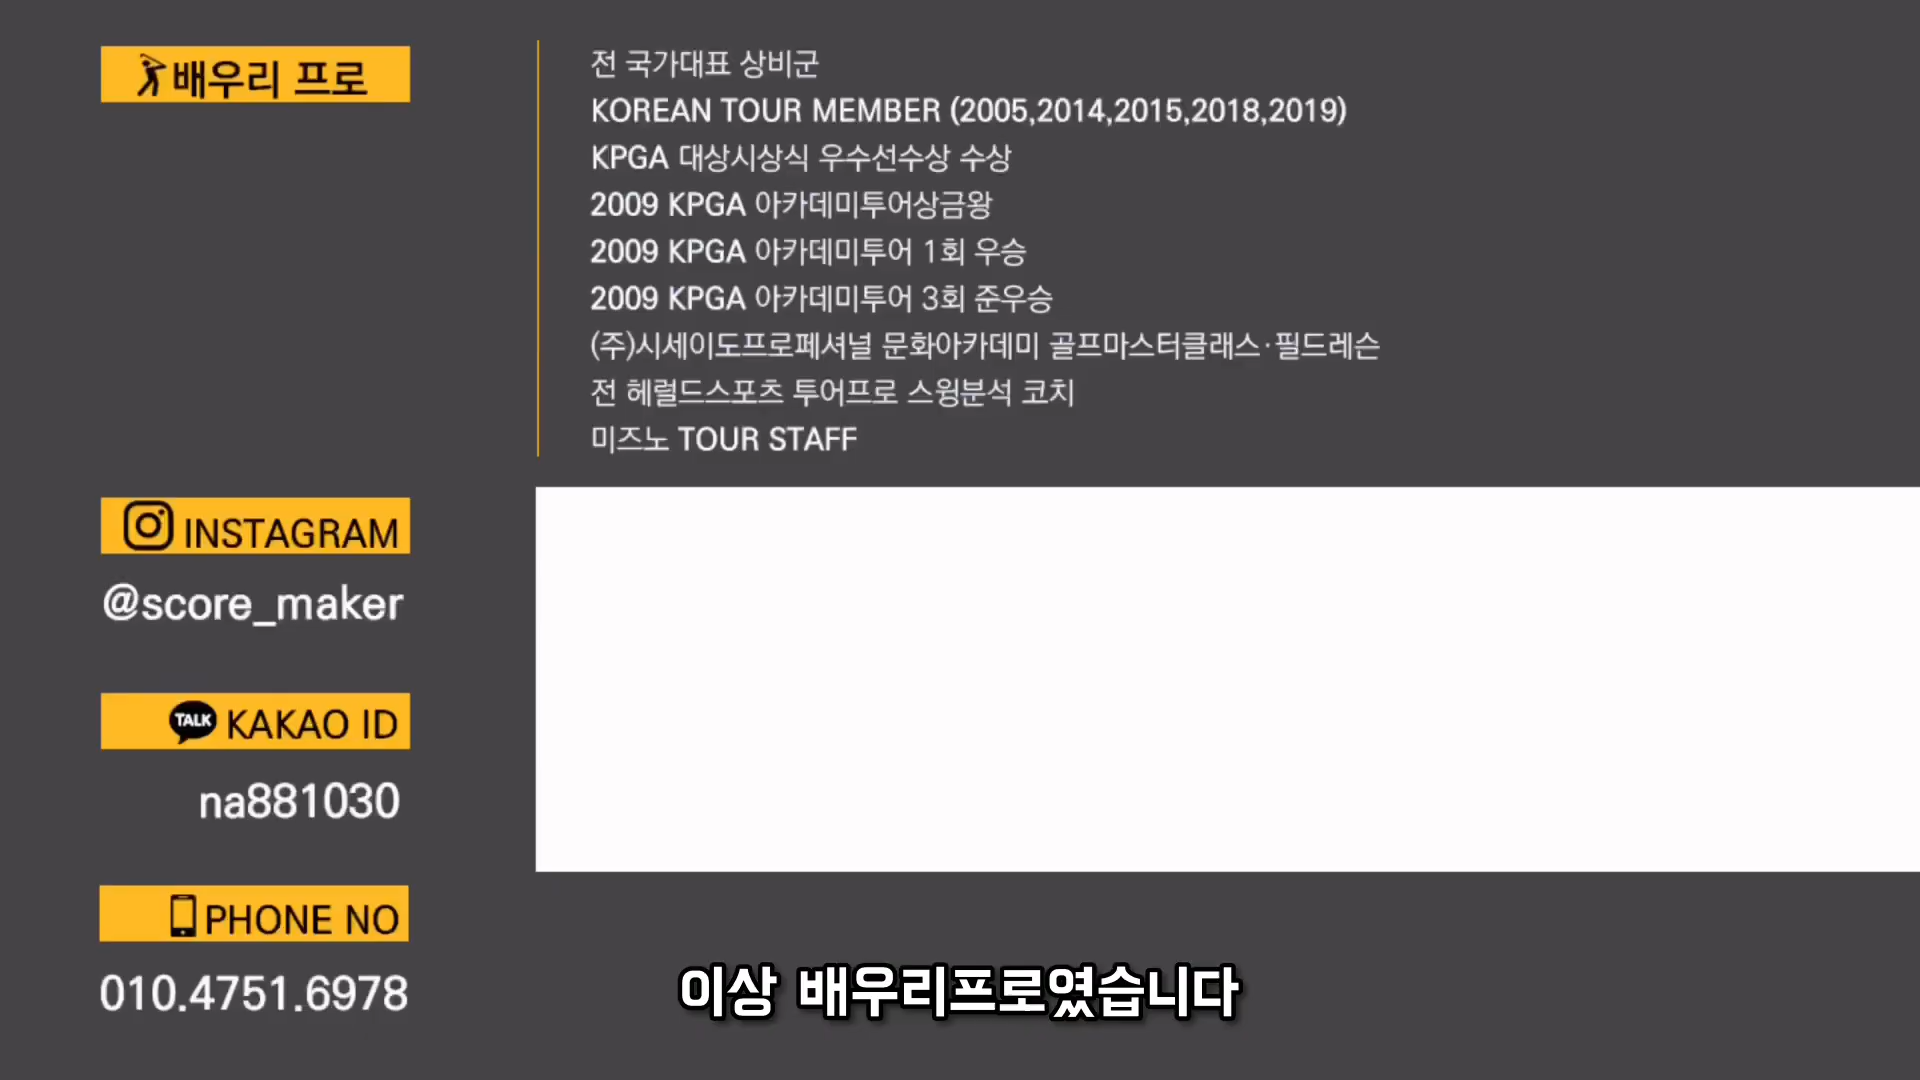 배우리 프로
전 국가대표 상비군
KOREAN TOUR MEMBER (2005,2014,2015,2018,2019)
KPGA 대상시상식 우수선수상 수상
2009 KPGA 아카데미투어상금왕
2009 KPGA 아카데미투어 1회 우승
2009 KPGA 아카데미투어 3회 준우승
(주)시세이도프로페셔널 문화아카데미 골프마스터클래스·필드레슨
전 헤럴드스포츠 투어프로 스윙분석 코치
미즈노 TOUR STAFF
INSTAGRAM
@score_maker
TALK KAKAO ID
na881030
PHONE NO
010.4751.6978
이상 배우리프로였습니다